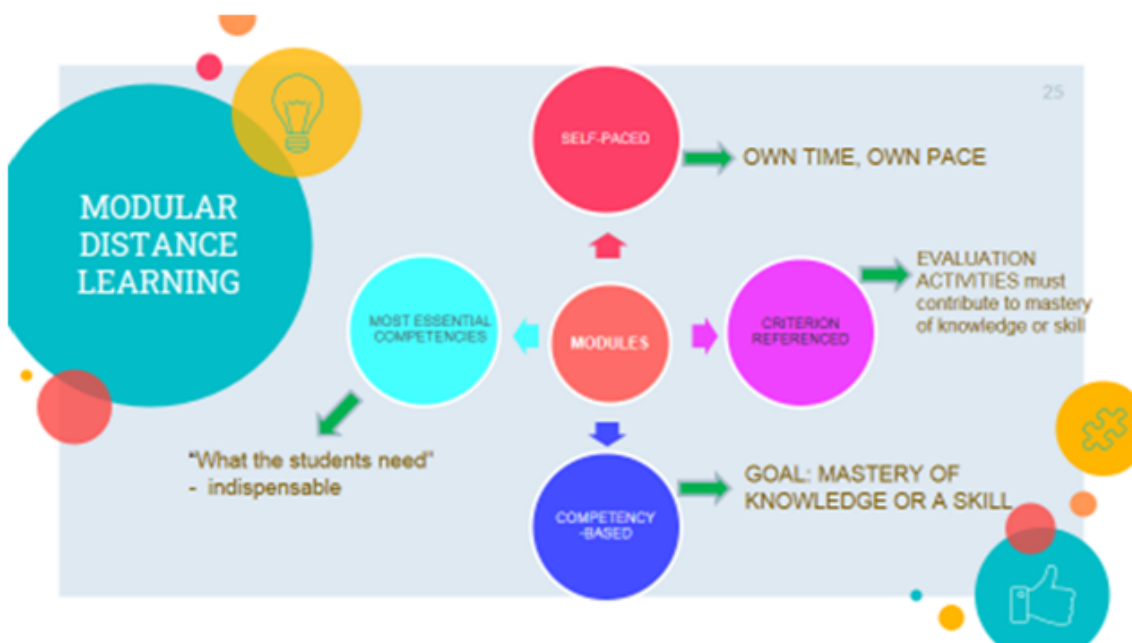 25
MODULAR
DISTANCE
LEARNING
SELF-PACED
OWN TIME, OWN PACE
MOST ESSENTIAL
COMPETENCIES
MODULES
CRITERION
REFERENCED
EVALUATION
ACTIVITIES must
contribute to mastery
of knowledge or skill
"What the students need"
- indispensable
COMPETENCY
-BASED
GOAL: MASTERY OF
KNOWLEDGE OR A SKILL